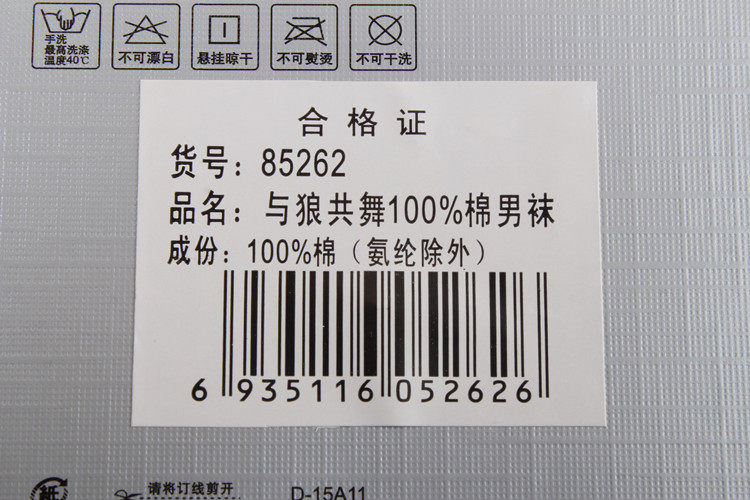 手洗
最高洗涤
温度40℃
不可漂白
悬挂晾干
不可熨烫
不可干洗
合格证
货号：85262
品名：与狼共舞100%棉男袜
成份：100%棉（氨纶除外）
6 935116 052626
纸
请将订线剪开
D-15A11